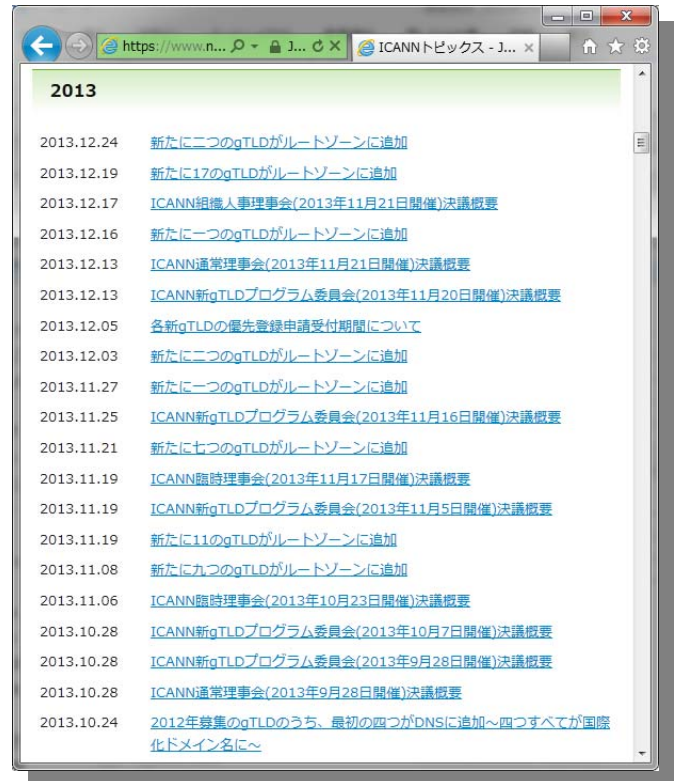 https://www.n...
J...
ICANNトピックス - J...
2013
2013.12.24 新たに二つのgTLDがルートゾーンに追加
2013.12.19 新たに17のgTLDがルートゾーンに追加
2013.12.17 ICANN組織人事理事会(2013年11月21日開催)決議概要
2013.12.16 新たに一つのgTLDがルートゾーンに追加
2013.12.13 ICANN通常理事会(2013年11月21日開催)決議概要
2013.12.13 ICANN新gTLDプログラム委員会(2013年11月20日開催)決議概要
2013.12.05 各新gTLDの優先登録申請受付期間について
2013.12.03 新たに二つのgTLDがルートゾーンに追加
2013.11.27 新たに一つのgTLDがルートゾーンに追加
2013.11.25 ICANN新gTLDプログラム委員会(2013年11月16日開催)決議概要
2013.11.21 新たに七つのgTLDがルートゾーンに追加
2013.11.19 ICANN臨時理事会(2013年11月17日開催)決議概要
2013.11.19 ICANN新gTLDプログラム委員会(2013年11月5日開催)決議概要
2013.11.19 新たに11のgTLDがルートゾーンに追加
2013.11.08 新たに九つのgTLDがルートゾーンに追加
2013.11.06 ICANN臨時理事会(2013年10月23日開催)決議概要
2013.10.28 ICANN新gTLDプログラム委員会(2013年10月7日開催)決議概要
2013.10.28 ICANN新gTLDプログラム委員会(2013年9月28日開催)決議概要
2013.10.28 ICANN通常理事会(2013年9月28日開催)決議概要
2013.10.24 2012年募集のgTLDのうち、最初の四つがDNSに追加～四つすべてが国際
化ドメイン名に～